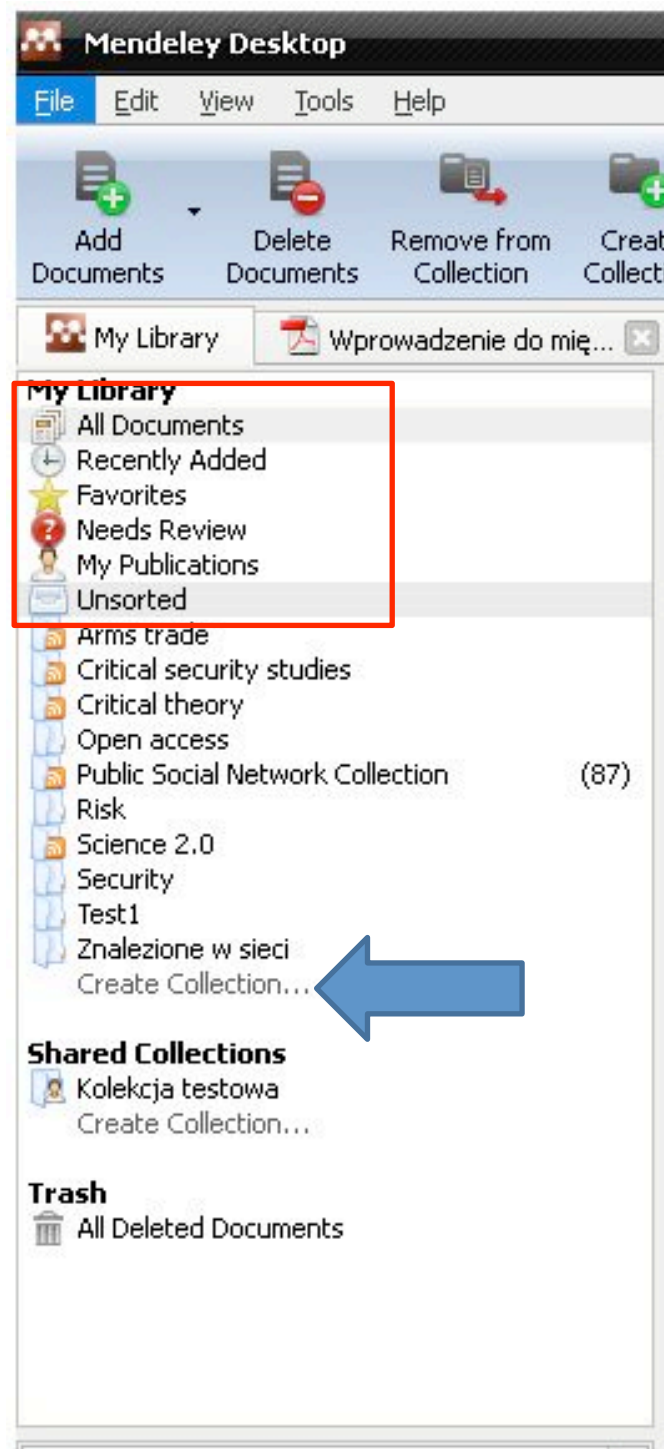 Mendeley Desktop
File Edit View Tools Help
Add Documents
Delete Documents
Remove from Collection
Creat
Collecti
My Library
Wprowadzenie do mię...
My Library
All Documents
Recently Added
Favorites
Needs Review
My Publications
Unsorted
Arms trade
Critical security studies
Critical theory
Open access
Public Social Network Collection (87)
Risk
Science 2.0
Security
Test1
Znalezione w sieci
Create Collection...
Shared Collections
Kolekcja testowa
Create Collection...
Trash
All Deleted Documents